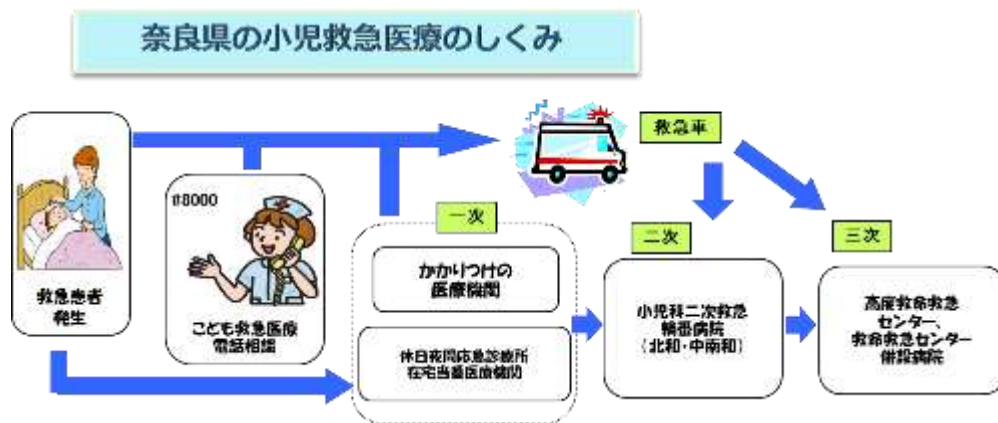 奈良県の小児救急医療のしくみ
救急車
救急患者
発生
#8000
こども救急医療
電話相談
一次
かかりつけの
医療機関
休日夜間応急診療所
在宅当番医療機関
二次
小児科二次救急
輪番病院
(北和・中南和)
三次
高度救命救急
センター、
救命救急センター
併設病院